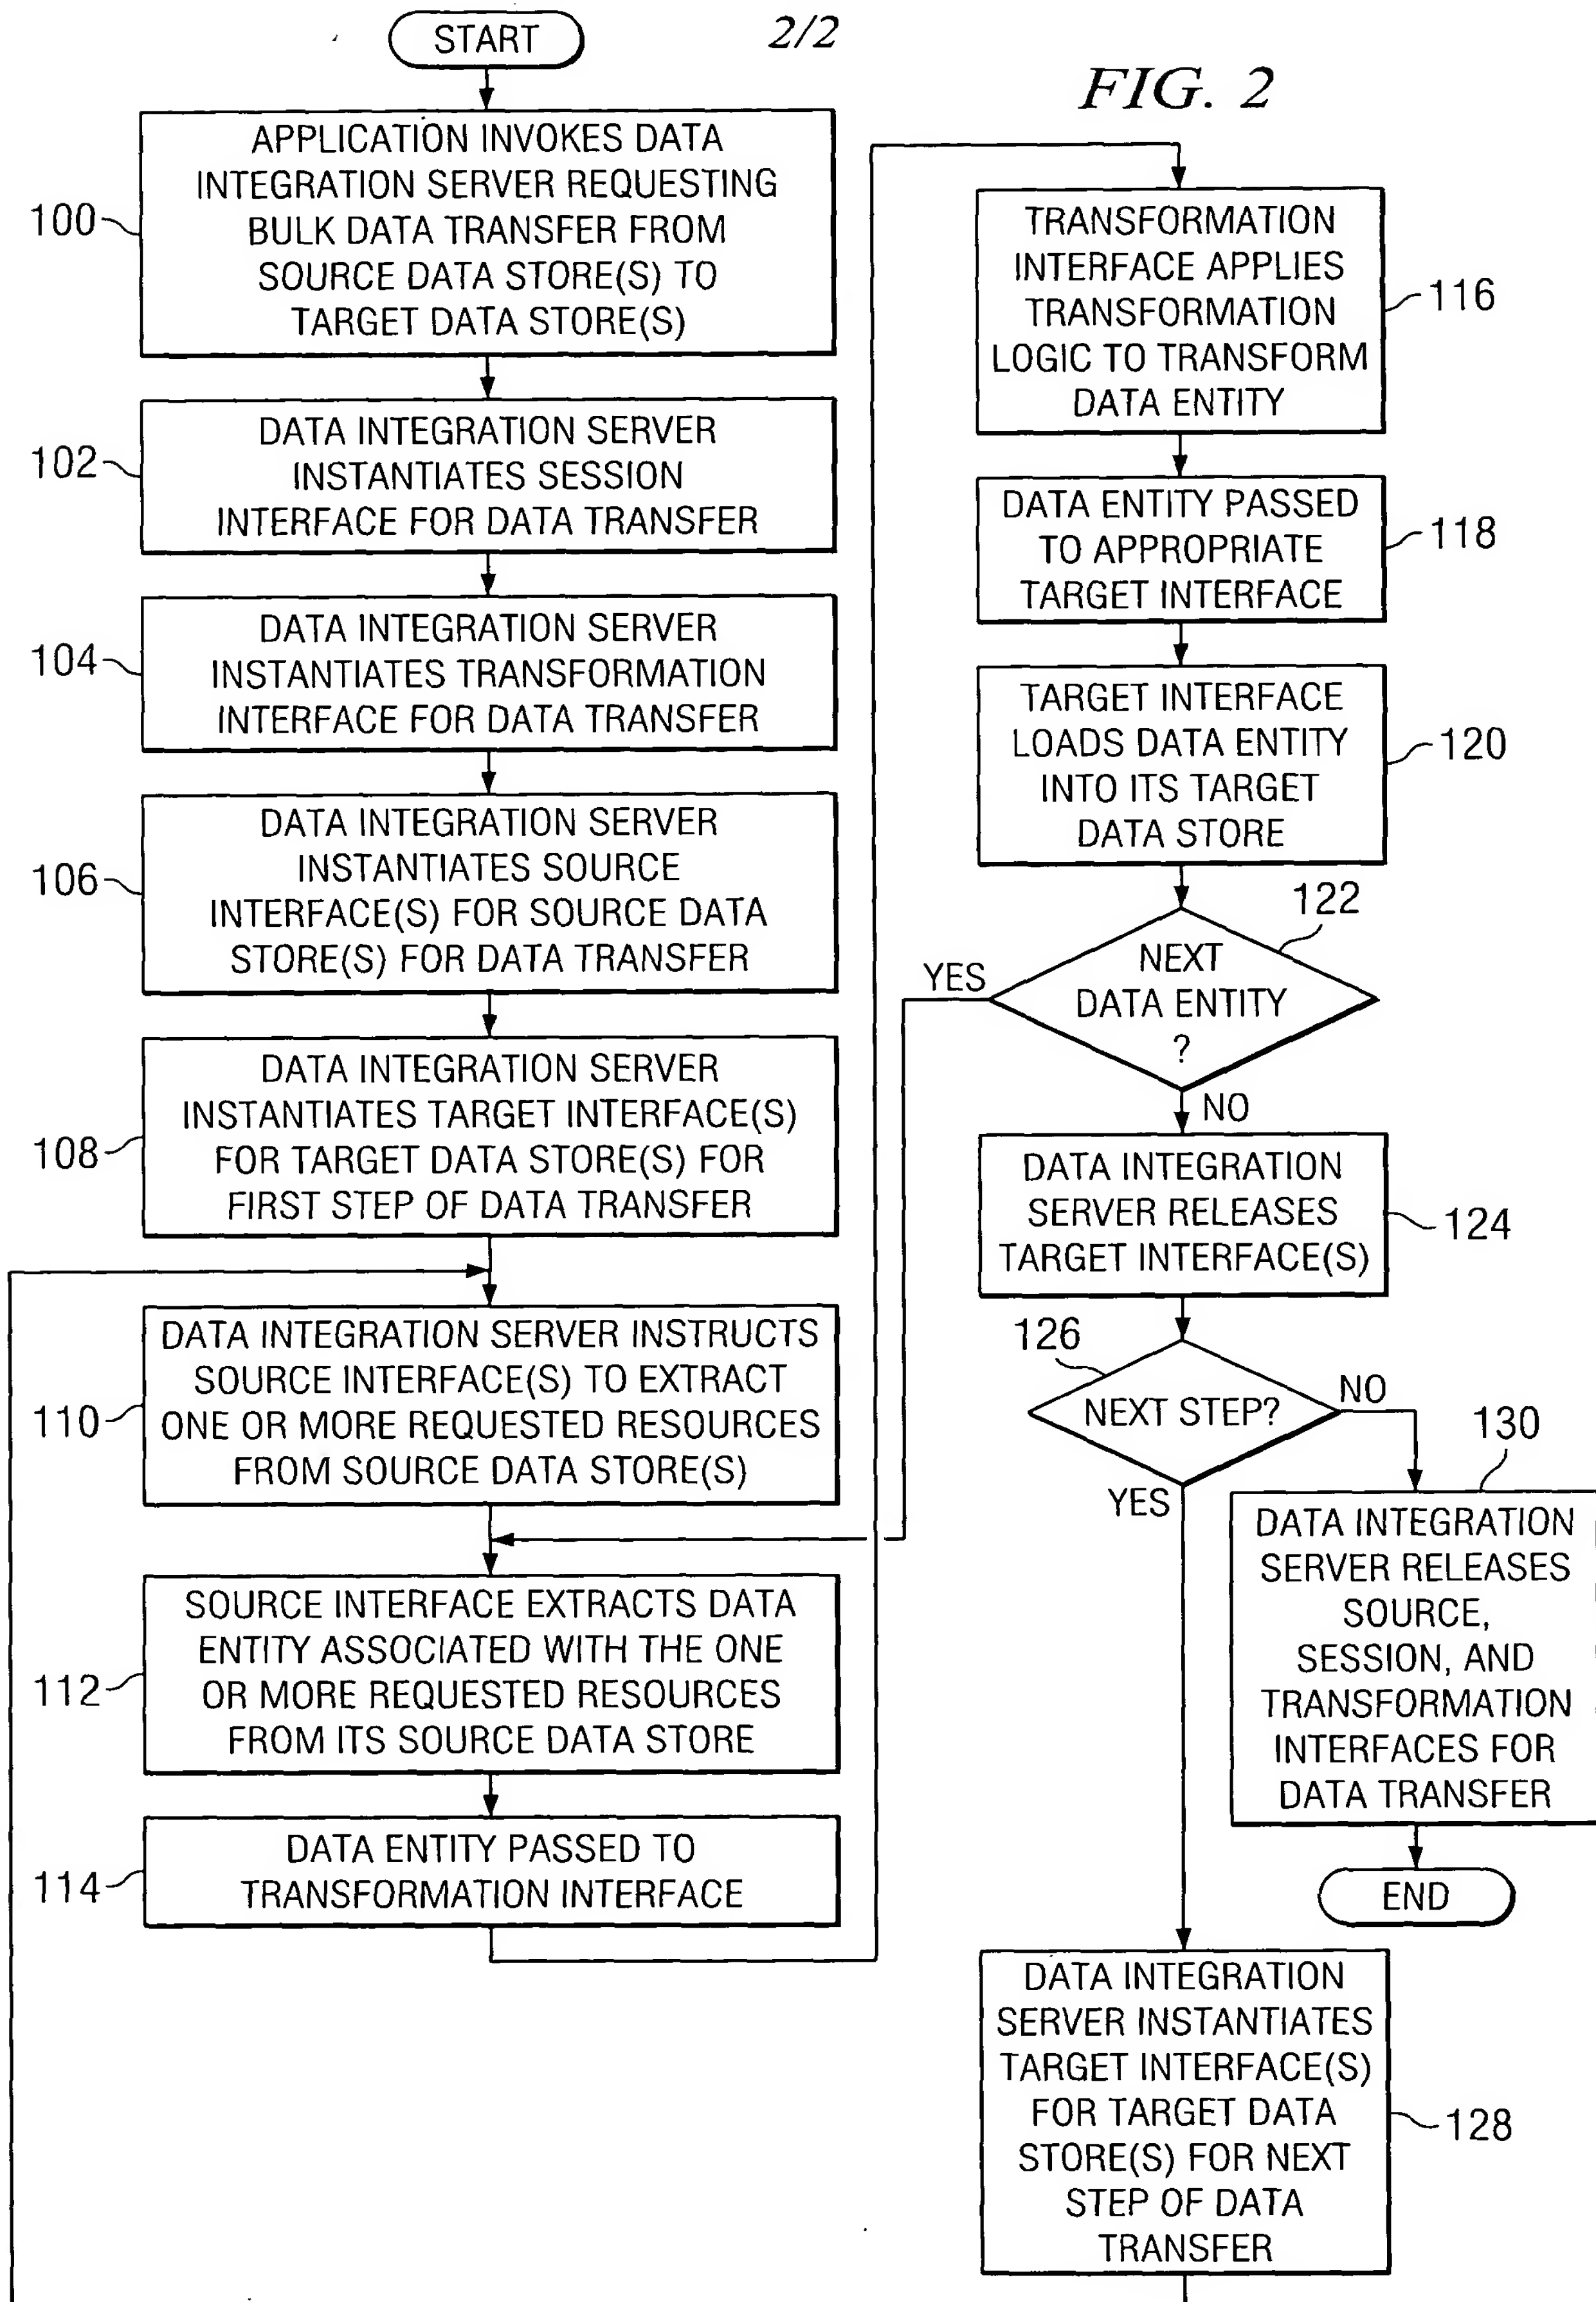 START
2/2
FIG. 2
100
APPLICATION INVOKES DATA
INTEGRATION SERVER REQUESTING
BULK DATA TRANSFER FROM
SOURCE DATA STORE(S) TO
TARGET DATA STORE(S)
102
DATA INTEGRATION SERVER
INSTANTIATES SESSION
INTERFACE FOR DATA TRANSFER
104
DATA INTEGRATION SERVER
INSTANTIATES TRANSFORMATION
INTERFACE FOR DATA TRANSFER
106
DATA INTEGRATION SERVER
INSTANTIATES SOURCE
INTERFACE(S) FOR SOURCE DATA
STORE(S) FOR DATA TRANSFER
108
DATA INTEGRATION SERVER
INSTANTIATES TARGET INTERFACE(S)
FOR TARGET DATA STORE(S) FOR
FIRST STEP OF DATA TRANSFER
110
DATA INTEGRATION SERVER INSTRUCTS
SOURCE INTERFACE(S) TO EXTRACT
ONE OR MORE REQUESTED RESOURCES
FROM SOURCE DATA STORE(S)
112
SOURCE INTERFACE EXTRACTS DATA
ENTITY ASSOCIATED WITH THE ONE
OR MORE REQUESTED RESOURCES
FROM ITS SOURCE DATA STORE
114
DATA ENTITY PASSED TO
TRANSFORMATION INTERFACE
TRANSFORMATION
INTERFACE APPLIES
TRANSFORMATION
LOGIC TO TRANSFORM
DATA ENTITY
116
DATA ENTITY PASSED
TO APPROPRIATE
TARGET INTERFACE
118
TARGET INTERFACE
LOADS DATA ENTITY
INTO ITS TARGET
DATA STORE
120
122
NEXT
DATA ENTITY
?
YES
NO
DATA INTEGRATION
SERVER RELEASES
TARGET INTERFACE(S)
124
126
NEXT STEP?
NO
YES
130
DATA INTEGRATION
SERVER RELEASES
SOURCE,
SESSION, AND
TRANSFORMATION
INTERFACES FOR
DATA TRANSFER
END
DATA INTEGRATION
SERVER INSTANTIATES
TARGET INTERFACE(S)
FOR TARGET DATA
STORE(S) FOR NEXT
STEP OF DATA
TRANSFER
128